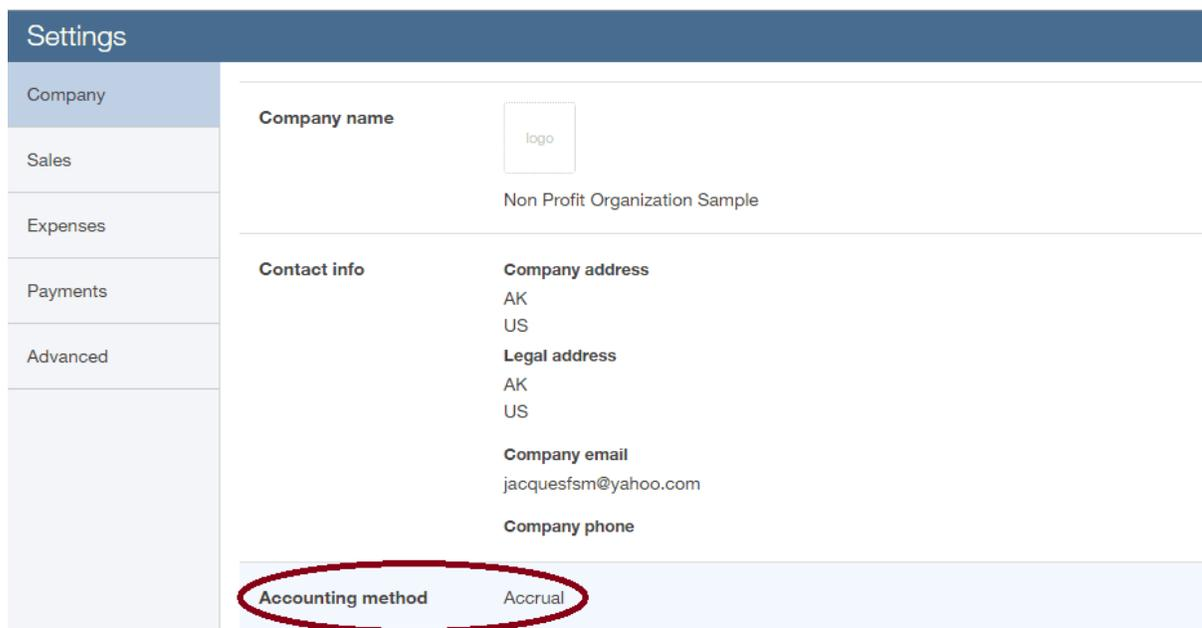 Settings
Company
Sales
Expenses
Payments
Advanced
Company name
logo
Non Profit Organization Sample
Contact info
Company address
AK
US
Legal address
AK
US
Company email
jacquesfsm@yahoo.com
Company phone
Accounting method Accrual